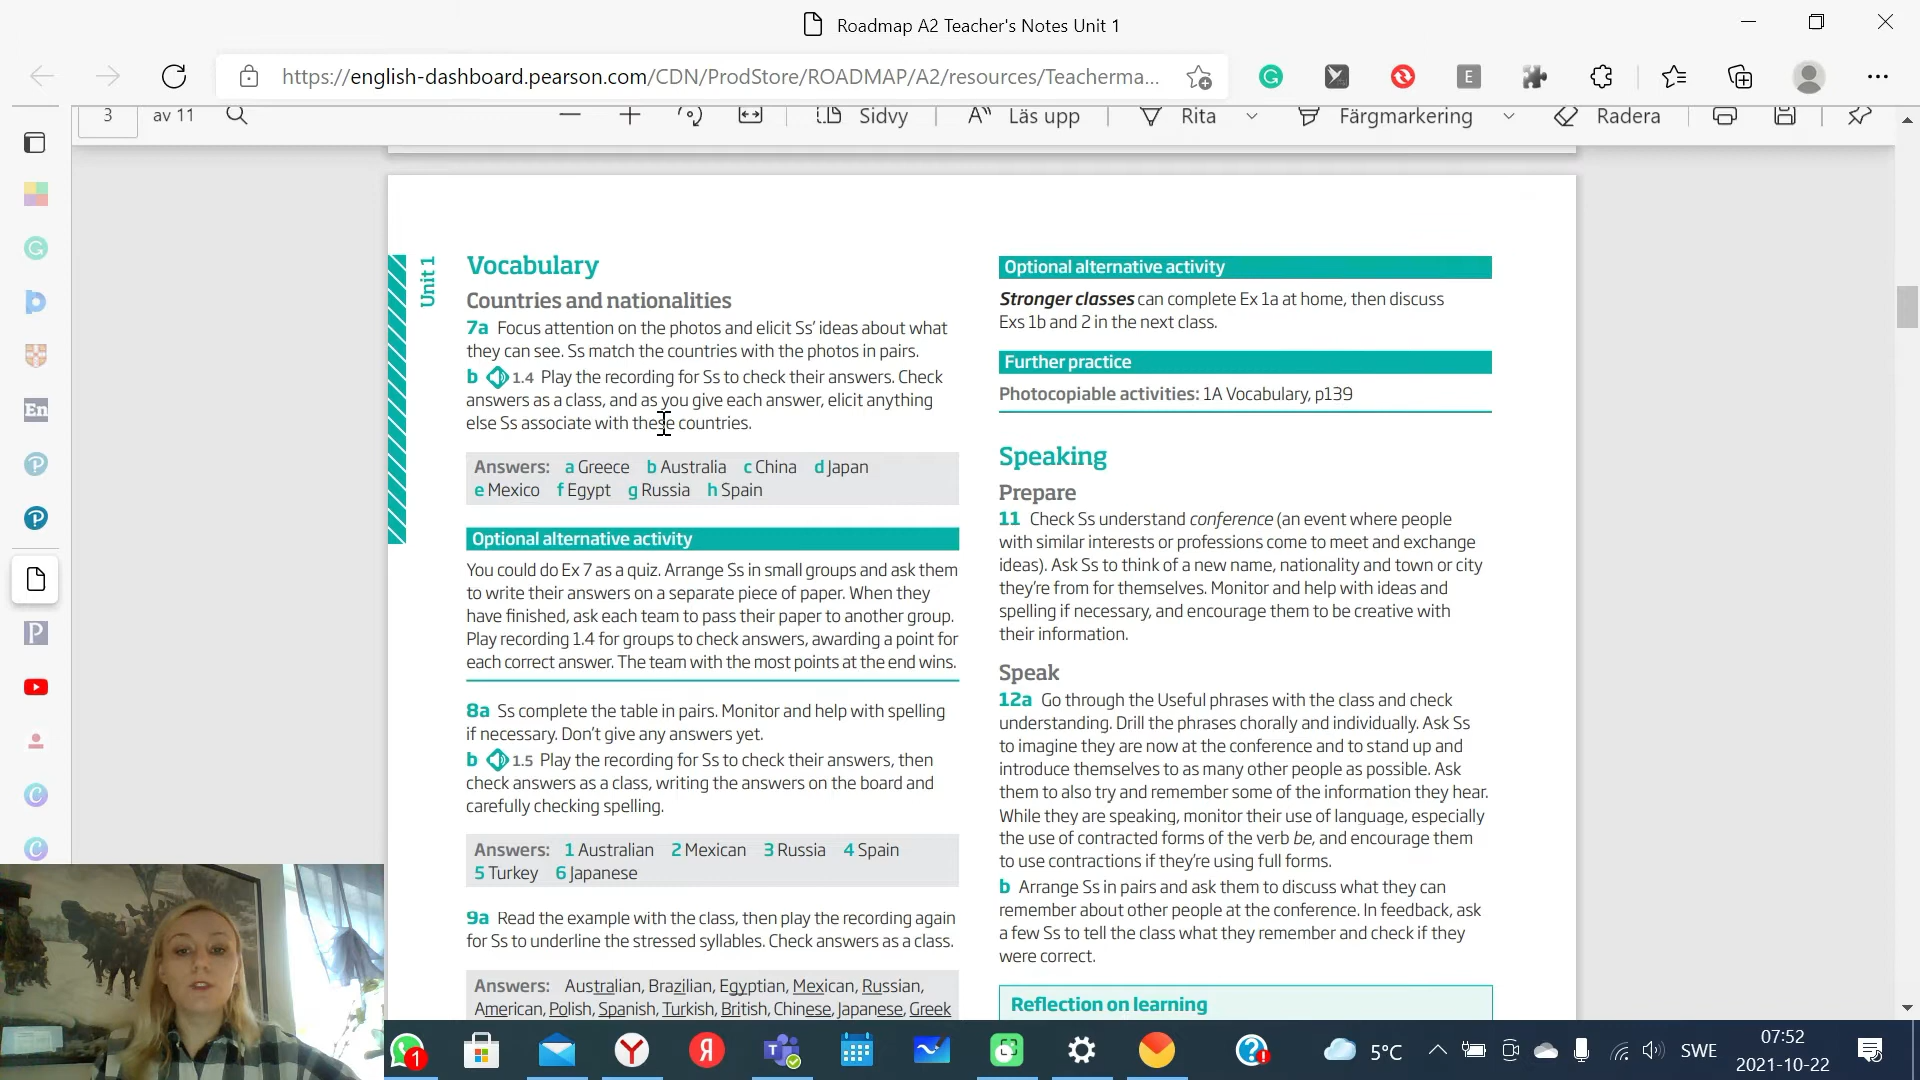 Roadmap A2 Teacher's Notes Unit 1
https://english-dashboard.pearson.com/CDN/ProdStore/ROADMAP/A2/resources/Teacherma...
3 av 11
Sidvy
Läs upp
Rita
Färgmarkering
Radera
Unit 1
Vocabulary
Countries and nationalities
7a Focus attention on the photos and elicit Ss' ideas about what
they can see. Ss match the countries with the photos in pairs.
b 1.4 Play the recording for Ss to check their answers. Check
answers as a class, and as you give each answer, elicit anything
else Ss associate with these countries.
Answers: a Greece b Australia c China d Japan
e Mexico f Egypt g Russia h Spain
Optional alternative activity
You could do Ex 7 as a quiz. Arrange Ss in small groups and ask them
to write their answers on a separate piece of paper. When they
have finished, ask each team to pass their paper to another group.
Play recording 1.4 for groups to check answers, awarding a point for
each correct answer. The team with the most points at the end wins.
8a Ss complete the table in pairs. Monitor and help with spelling
if necessary. Don't give any answers yet.
b 1.5 Play the recording for Ss to check their answers, then
check answers as a class, writing the answers on the board and
carefully checking spelling.
Answers: 1 Australian 2 Mexican 3 Russia 4 Spain
5 Turkey 6 Japanese
9a Read the example with the class, then play the recording again
for Ss to underline the stressed syllables. Check answers as a class.
Answers: Australian, Brazilian, Egyptian, Mexican, Russian,
American, Polish, Spanish, Turkish, British, Chinese, Japanese, Greek
Optional alternative activity
Stronger classes can complete Ex 1a at home, then discuss
Exs 1b and 2 in the next class.
Further practice
Photocopiable activities: 1A Vocabulary, p139
Speaking
Prepare
11 Check Ss understand conference (an event where people
with similar interests or professions come to meet and exchange
ideas). Ask Ss to think of a new name, nationality and town or city
they're from for themselves. Monitor and help with ideas and
spelling if necessary, and encourage them to be creative with
their information.
Speak
12a Go through the Useful phrases with the class and check
understanding. Drill the phrases chorally and individually. Ask Ss
to imagine they are now at the conference and to stand up and
introduce themselves to as many other people as possible. Ask
them to also try and remember some of the information they hear.
While they are speaking, monitor their use of language, especially
the use of contracted forms of the verb be, and encourage them
to use contractions if they're using full forms.
b Arrange Ss in pairs and ask them to discuss what they can
remember about other people at the conference. In feedback, ask
a few Ss to tell the class what they remember and check if they
were correct.
Reflection on learning
En
1
Я
5°C
SWE
07:52
2021-10-22